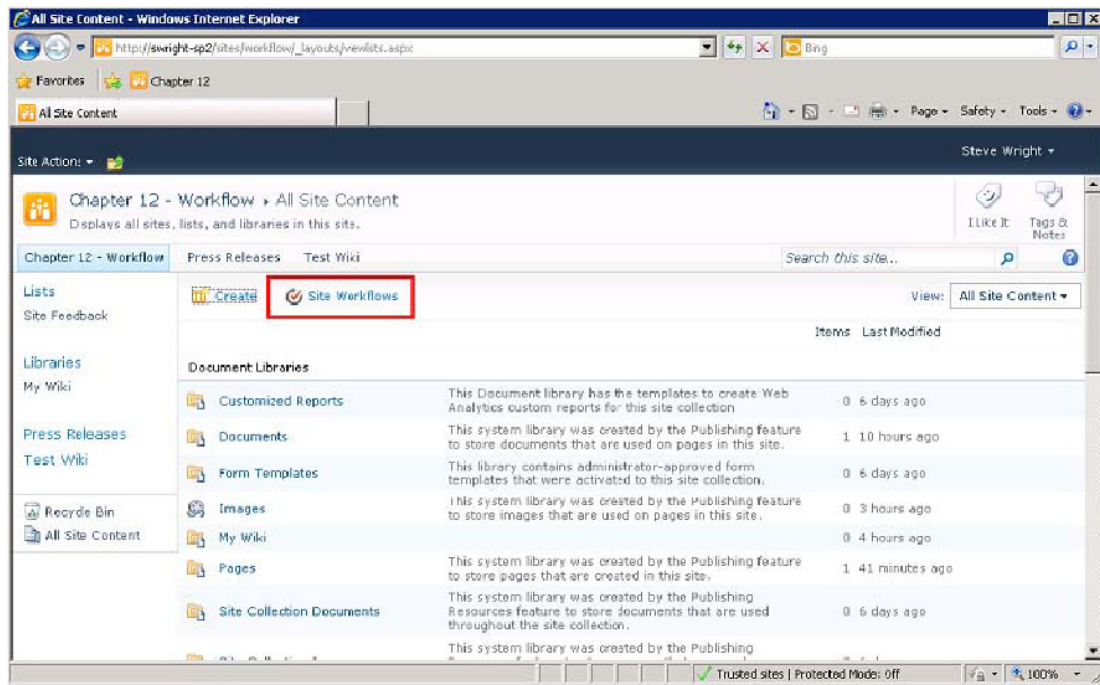 All Site Content - Windows Internet Explorer
http://swright-sp2/sites/workflow/_layouts/viewlsts.aspx
Bing
Favorites
Chapter 12
All Site Content
Page
Safety
Tools
Steve Wright
Site Actions
Chapter 12 - Workflow
All Site Content
Displays all sites, lists, and libraries in this site.
I Like It
Tags &
Notes
Chapter 12 - Workflow
Press Releases
Test Wiki
Search this site...
Lists
Site Feedback
Libraries
My Wiki
Press Releases
Test Wiki
Recycle Bin
All Site Content
Create
Site Workflows
View:
All Site Content
Items Last Modified
Document Libraries
Customized Reports
This Document library has the templates to create Web
Analytics custom reports for this site collection
0 6 days ago
Documents
This system library was created by the Publishing feature
to store documents that are used on pages in this site.
1 10 hours ago
Form Templates
This library contains administrator-approved form
templates that were activated to this site collection.
0 6 days ago
Images
This system library was created by the Publishing feature
to store images that are used on pages in this site.
0 3 hours ago
My Wiki
0 4 hours ago
Pages
This system library was created by the Publishing feature
to store pages that are created in this site.
1 41 minutes ago
Site Collection Documents
This system library was created by the Publishing
Resources feature to store documents that are used
throughout the site collection.
0 6 days ago
This system library was created by the Publishing
Trusted sites | Protected Mode: Off
100%